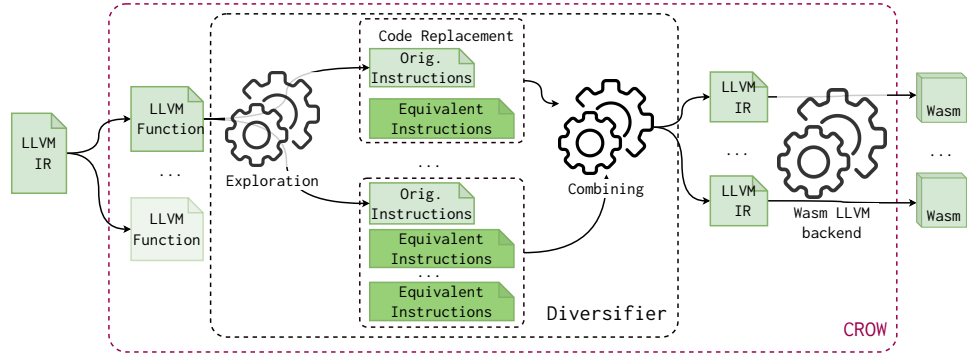 LLVM
IR
LLVM
Function
...
LLVM
Function
Exploration
Code Replacement
Orig.
Instructions
Equivalent
Instructions
...
Orig.
Instructions
Equivalent
Instructions
...
Equivalent
Instructions
Combining
Diversifier
LLVM
IR
...
LLVM
IR
Wasm LLVM
backend
Wasm
...
Wasm
CROW